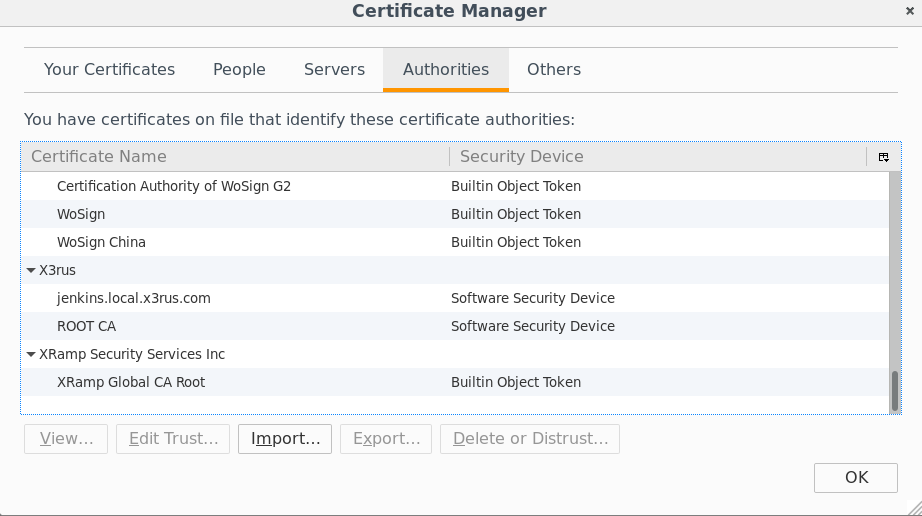 Certificate Manager
Your Certificates People Servers Authorities Others
You have certificates on file that identify these certificate authorities:
Certificate Name Security Device
Certification Authority of WoSign G2 Builtin Object Token
WoSign Builtin Object Token
WoSign China Builtin Object Token
X3rus
jenkins.local.x3rus.com Software Security Device
ROOT CA Software Security Device
XRamp Security Services Inc
XRamp Global CA Root Builtin Object Token
View... Edit Trust... Import... Export... Delete or Distrust...
OK